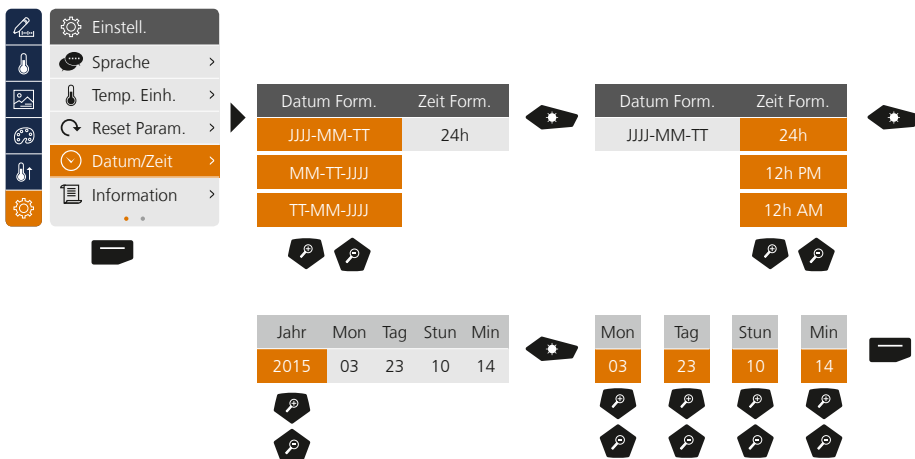 Einstell.
Sprache
Temp. Einh.
Reset Param.
Datum/Zeit
Information
Datum Form. Zeit Form.
JJJJ-MM-TT 24h
MM-TT-JJJJ
TT-MM-JJJJ
Datum Form. Zeit Form.
JJJJ-MM-TT 24h
12h PM
12h AM
Jahr Mon Tag Stun Min
2015 03 23 10 14
Mon Tag Stun Min
03 23 10 14